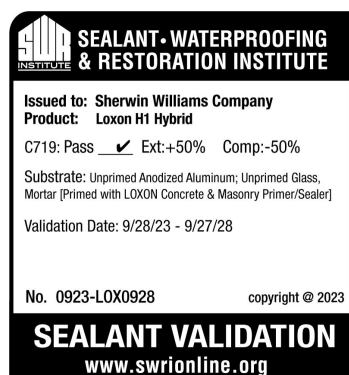 SWR
INSTITUTE
SEALANT • WATERPROOFING
& RESTORATION INSTITUTE
Issued to: Sherwin Williams Company
Product: Loxon H1 Hybrid
C719: Pass ✔ Ext:+50% Comp:-50%
Substrate: Unprimed Anodized Aluminum; Unprimed Glass,
Mortar [Primed with LOXON Concrete & Masonry Primer/Sealer]
Validation Date: 9/28/23 - 9/27/28
No. 0923-LOX0928 copyright @ 2023
SEALANT VALIDATION
www.swrionline.org